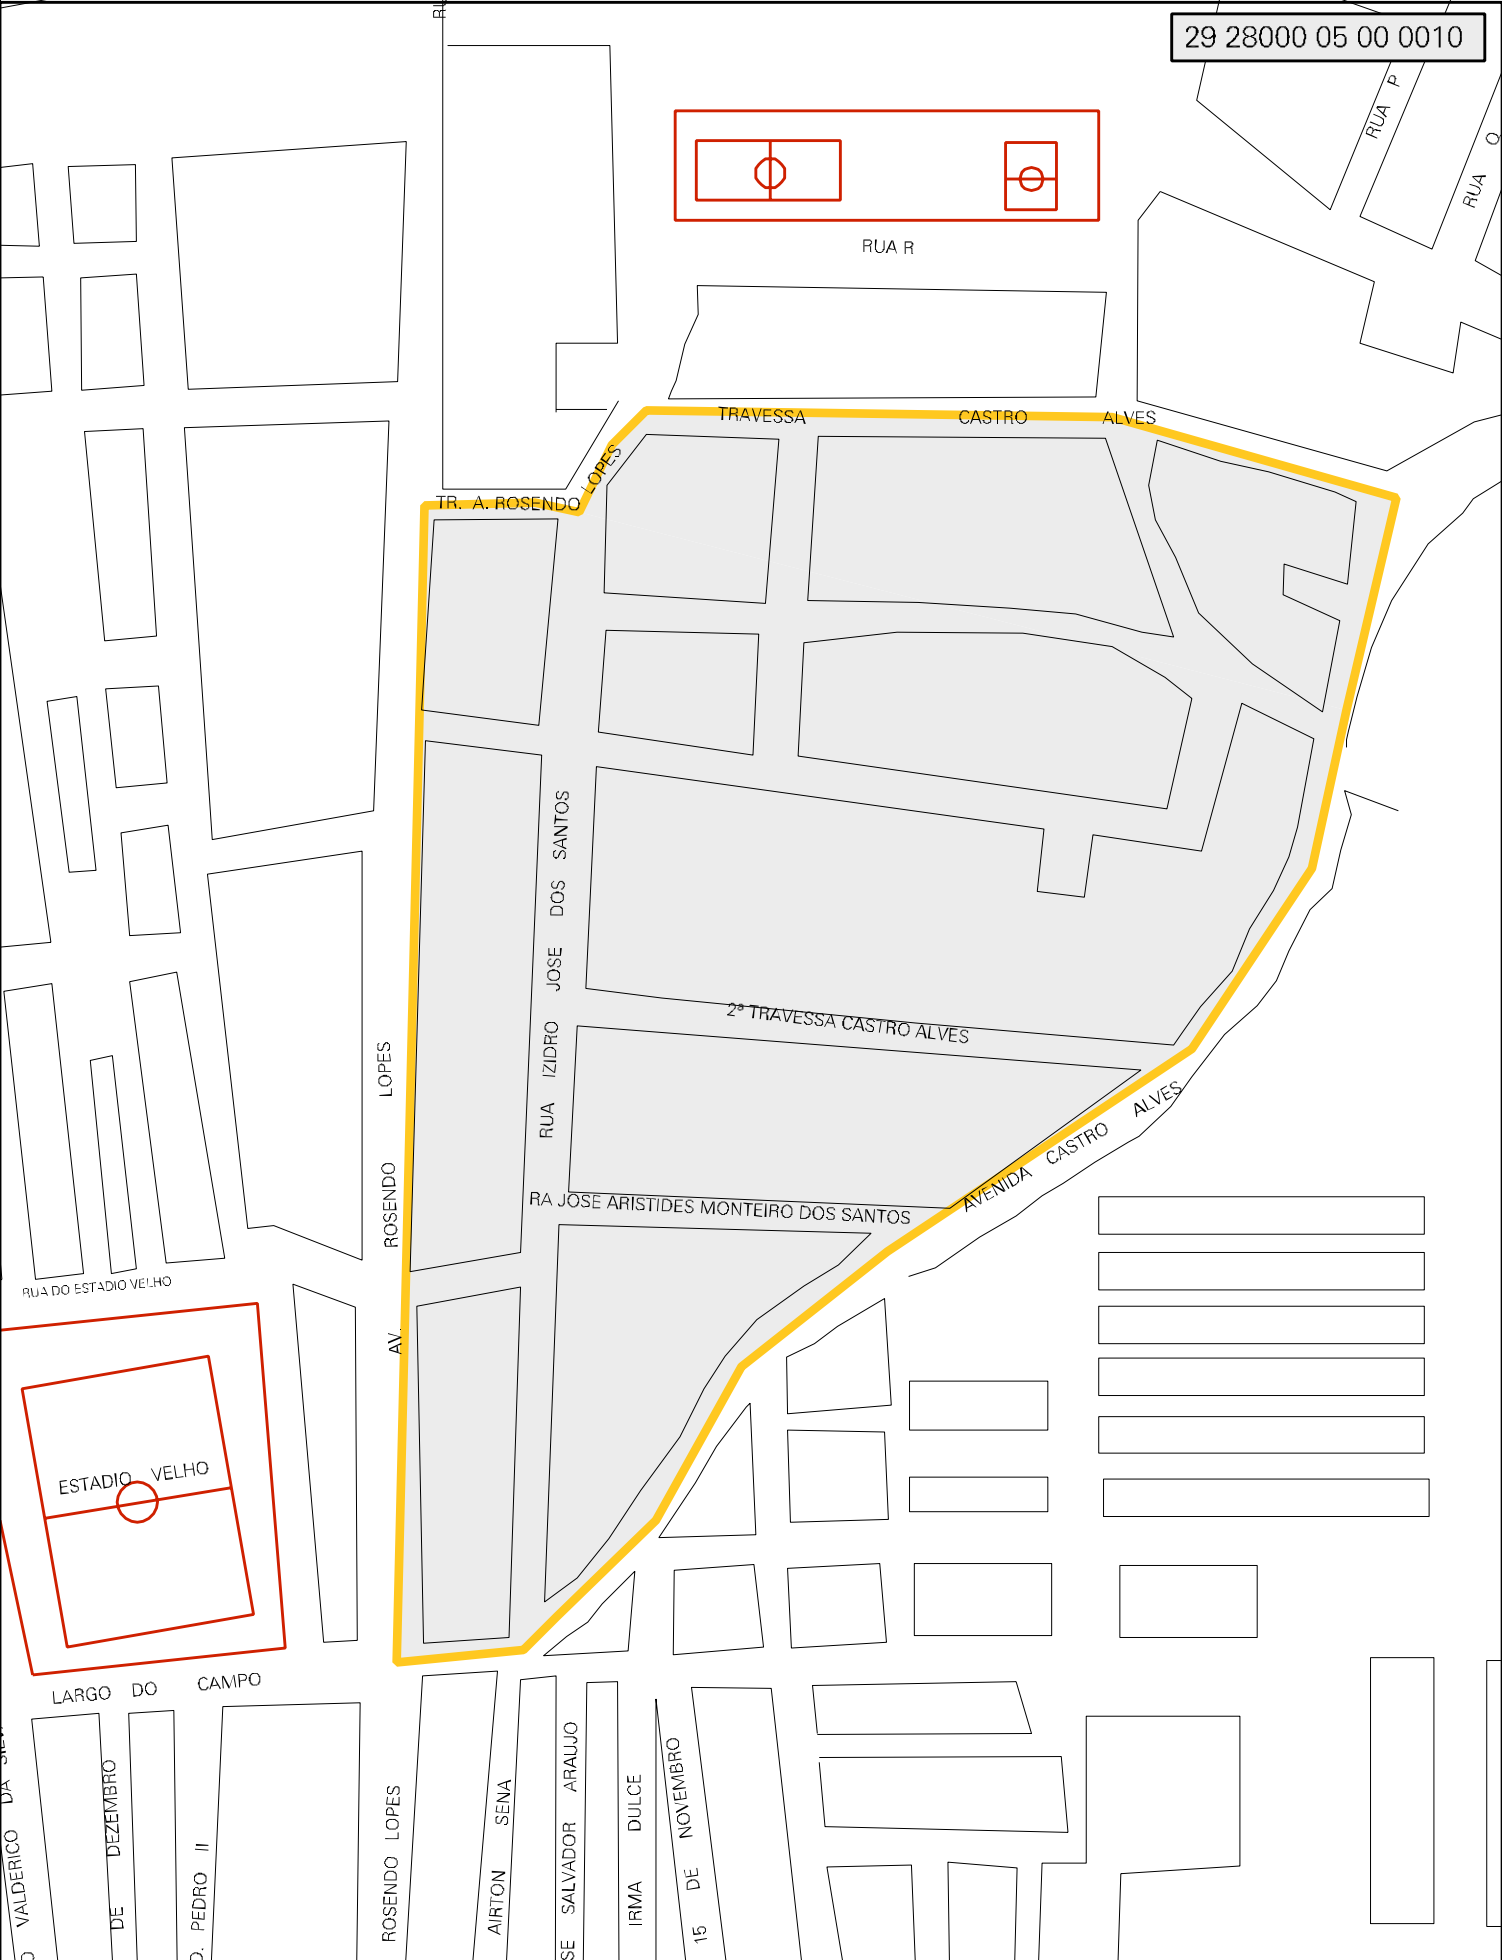 29 28000 05 00 0010
RUA P
RUA Q
RUA R
TRAVESSA CASTRO ALVES
TR. A. ROSENDO LOPES
RUA IZIDRO JOSE DOS SANTOS
2ª TRAVESSA CASTRO ALVES
AV. ROSENDO LOPES
AVENIDA CASTRO ALVES
RA JOSE ARISTIDES MONTEIRO DOS SANTOS
RUA DO ESTADIO VELHO
ESTADIO VELHO
LARGO DO CAMPO
VALDERICO DA
DE DEZEMBRO
PEDRO II
ROSENDO LOPES
AIRTON SENA
SE SALVADOR ARAUJO
IRMA DULCE
15 DE NOVEMBRO